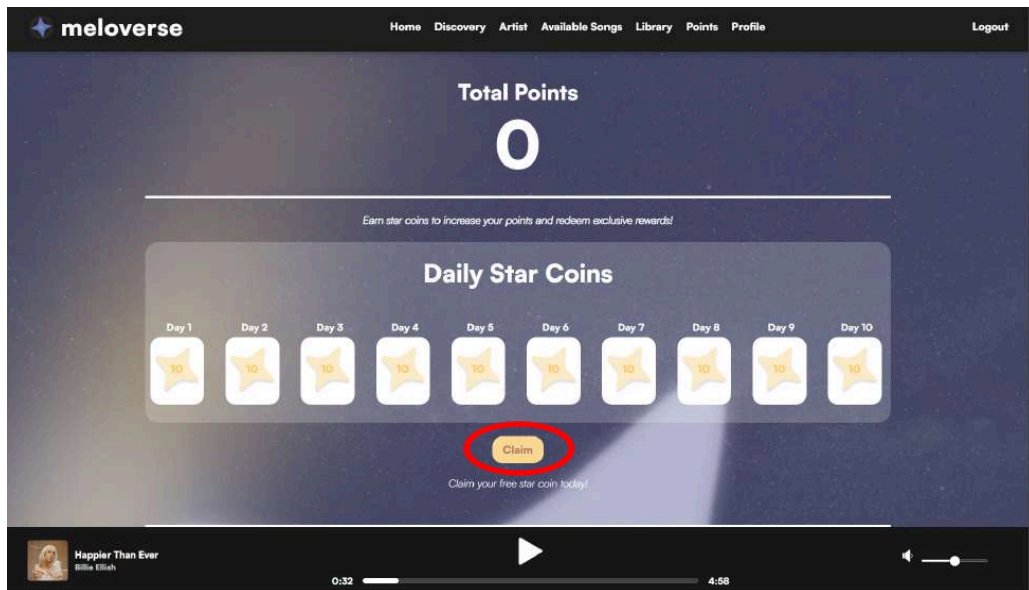 meloverse Home Discovery Artist Available Songs Library Points Profile Logout
Total Points
0
Earn star coins to increase your points and redeem exclusive rewards!
Daily Star Coins
Day 1 Day 2 Day 3 Day 4 Day 5 Day 6 Day 7 Day 8 Day 9 Day 10
10 10 10 10 10 10 10 10 10 10
Claim
Claim your free star coin today!
Happier Than Ever
Billie Eilish
0:32 4:58